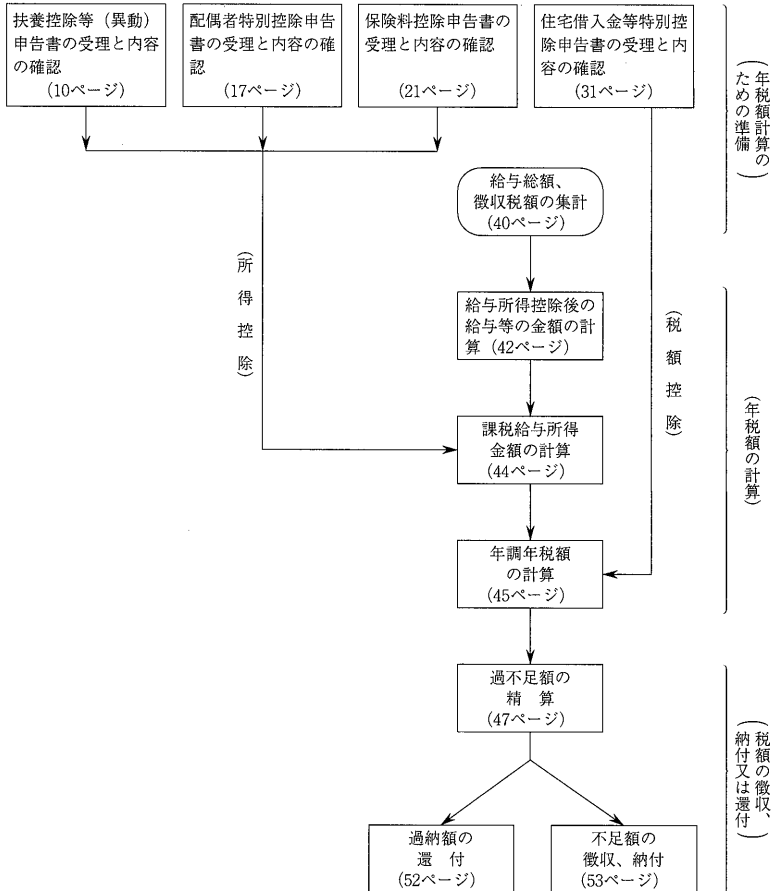 扶養控除等（異動）
申告書の受理と内容
の確認
（10ページ）
配偶者特別控除申告
書の受理と内容の確
認
（17ページ）
保険料控除申告書の
受理と内容の確認
（21ページ）
住宅借入金等特別控
除申告書の受理と内
容の確認
（31ページ）
（年税額計算の
ための準備）
給与総額、
徴収税額の集計
（40ページ）
（所得控除）
給与所得控除後の
給与等の金額の計
算（42ページ）
（税額控除）
課税給与所得
金額の計算
（44ページ）
（年税額の計算）
年調年税額
の計算
（45ページ）
過不足額の
精　算
（47ページ）
（税額の徴収、
納付又は還付）
過納額の
還　付
（52ページ）
不足額の
徴収、納付
（53ページ）